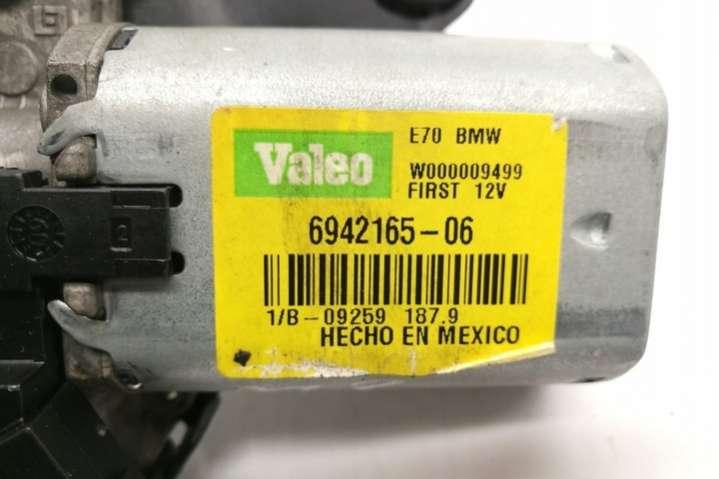 Valeo
E70 BMW
W000009499
FIRST 12V
6942165-06
1/B-09259 187.9
HECHO EN MEXICO